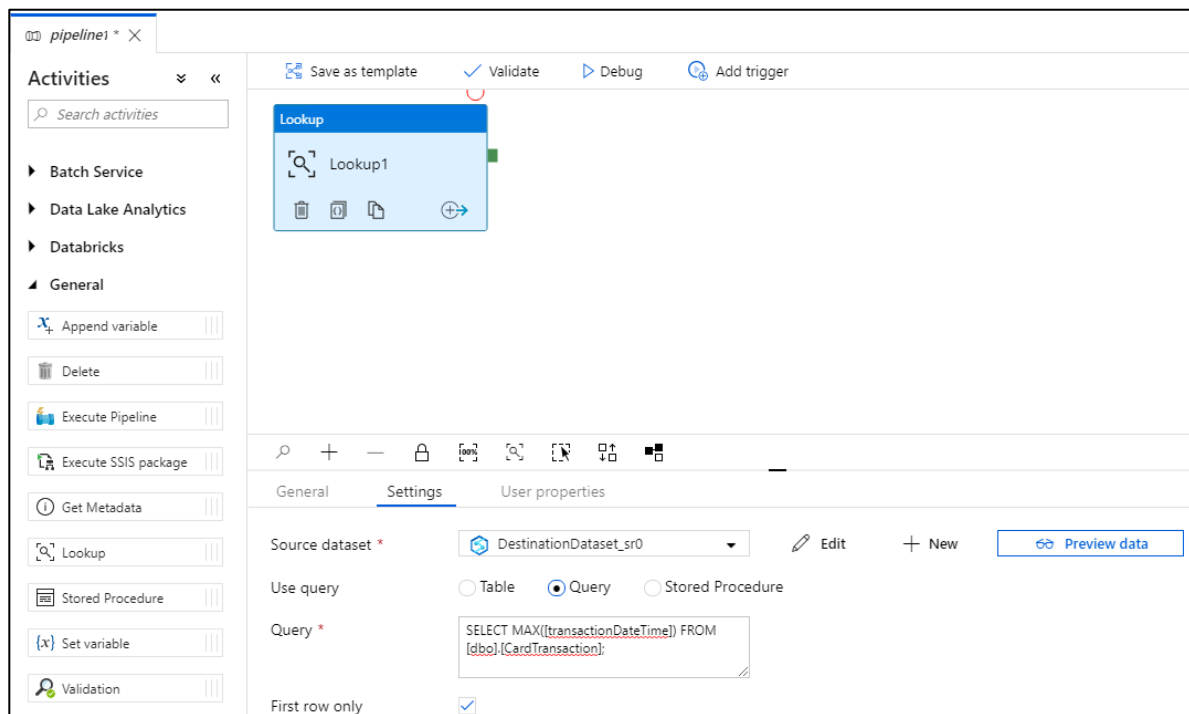 pipeline1 *
Activities
Search activities
Batch Service
Data Lake Analytics
Databricks
General
Append variable
Delete
Execute Pipeline
Execute SSIS package
Get Metadata
Lookup
Stored Procedure
Set variable
Validation
Save as template
Validate
Debug
Add trigger
Lookup
Lookup1
100%
General
Settings
User properties
Source dataset *
DestinationDataset_sr0
Edit
New
Preview data
Use query
Table
Query
Stored Procedure
Query *
SELECT MAX([transactionDateTime]) FROM
[dbo].[CardTransaction];
First row only